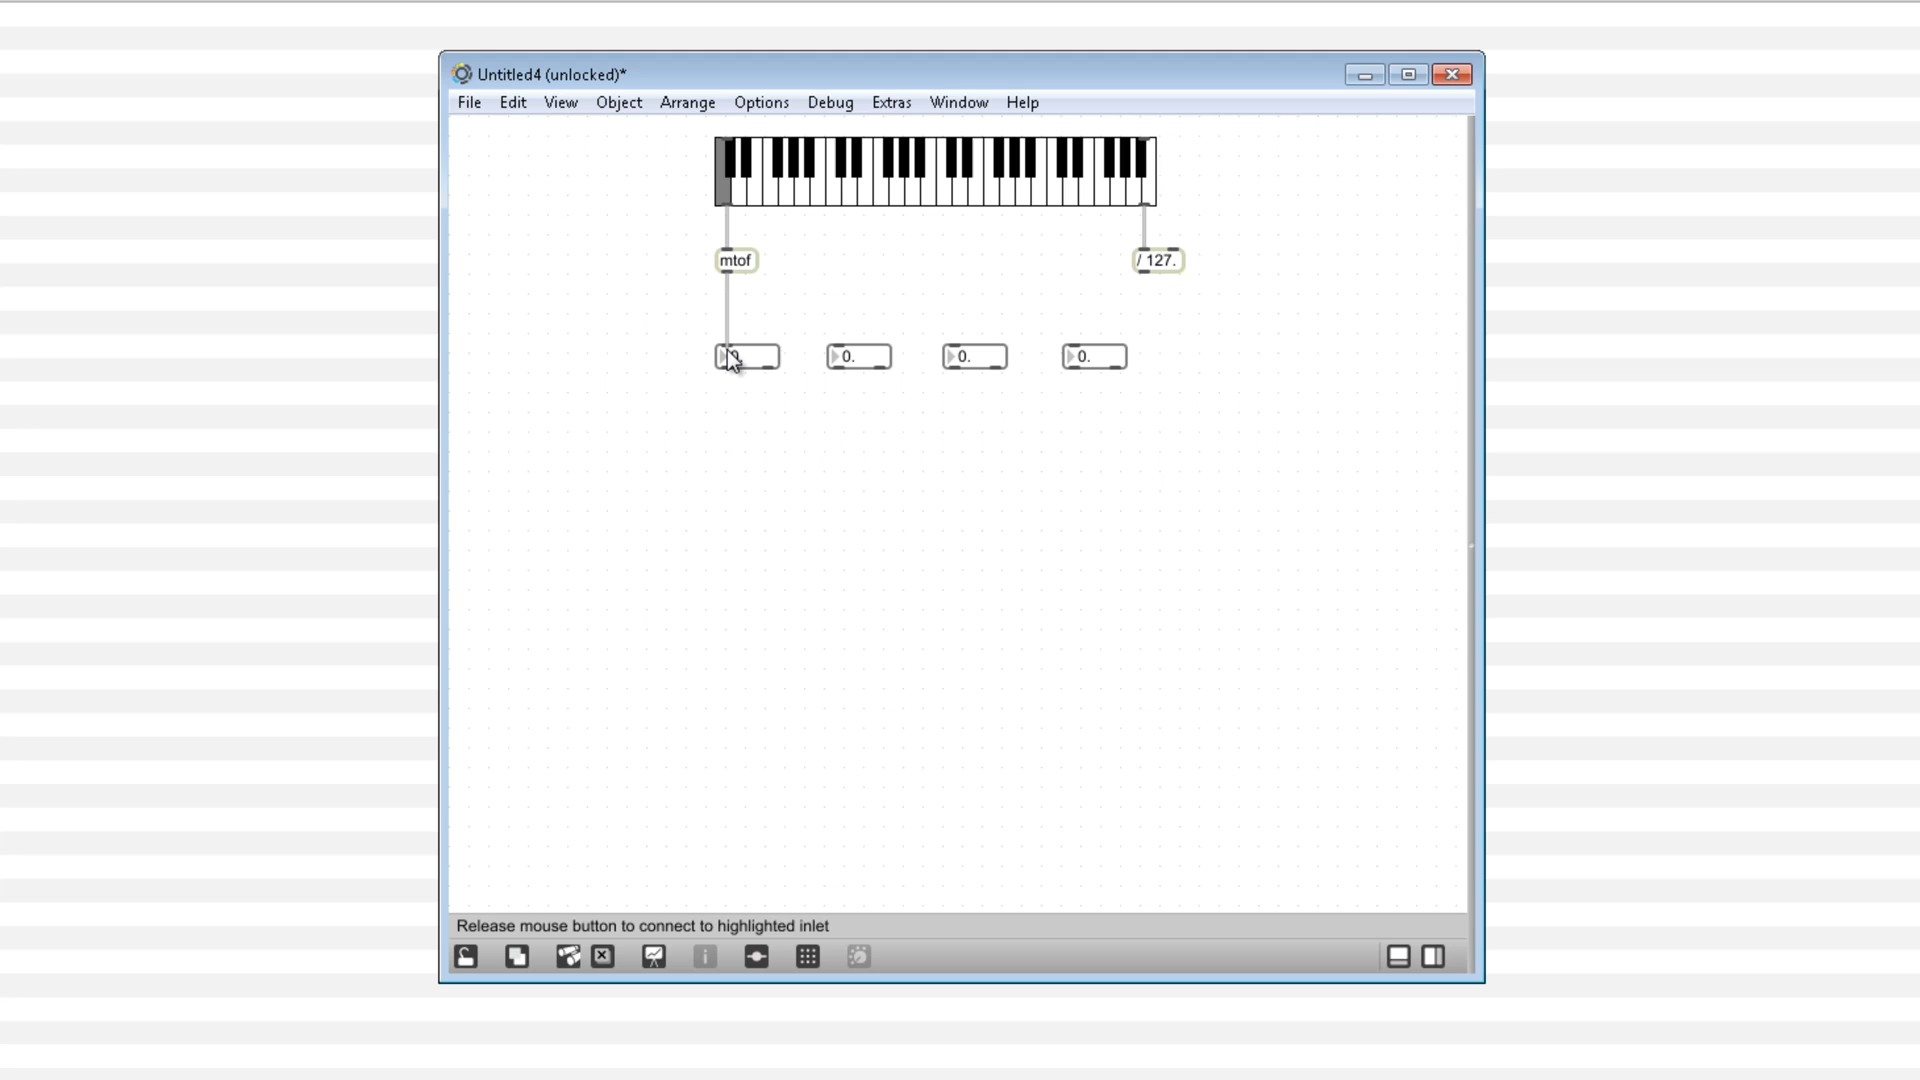 Untitled4 (unlocked)*
File Edit View Object Arrange Options Debug Extras Window Help
mtof
/ 127.
0. 0. 0.
Release mouse button to connect to highlighted inlet